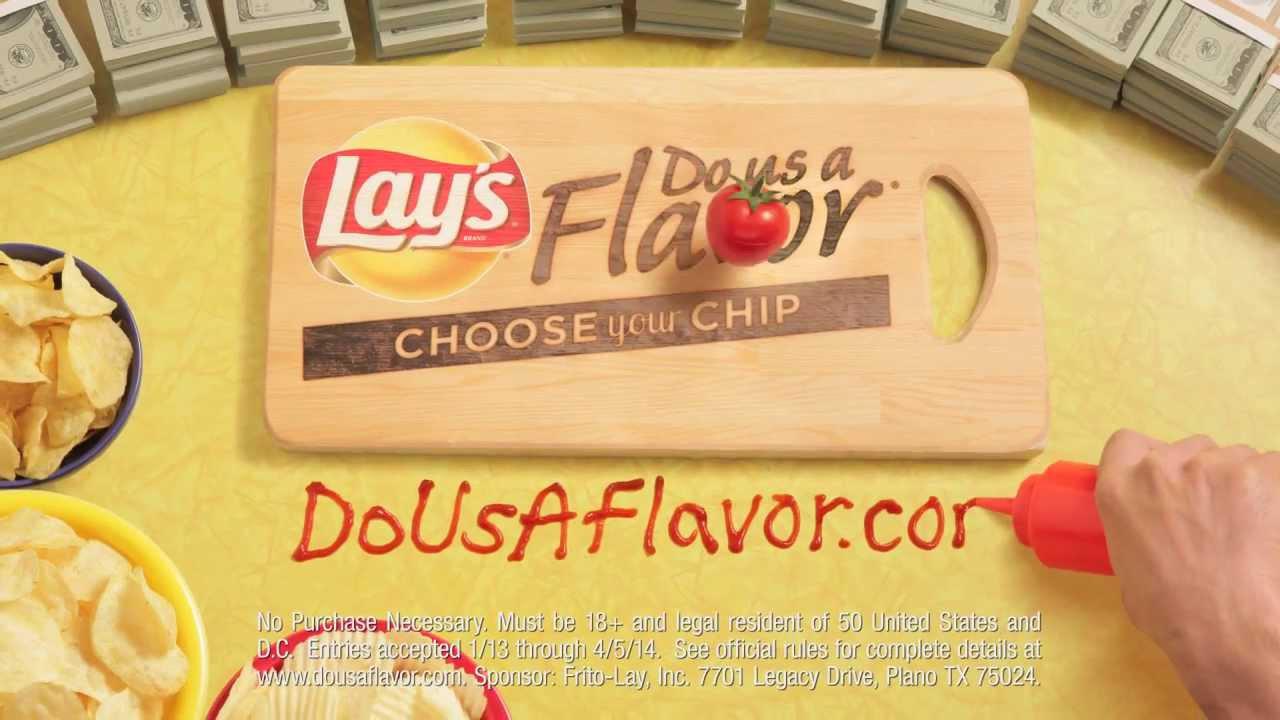 Lay's
BRAND
Do us a
Flavor
CHOOSE your CHIP
DoUsAFlavor.cor
No Purchase Necessary. Must be 18+ and legal resident of 50 United States and
D.C. Entries accepted 1/13 through 4/5/14. See official rules for complete details at
www.dousaflavor.com. Sponsor: Frito-Lay, Inc. 7701 Legacy Drive, Plano TX 75024.